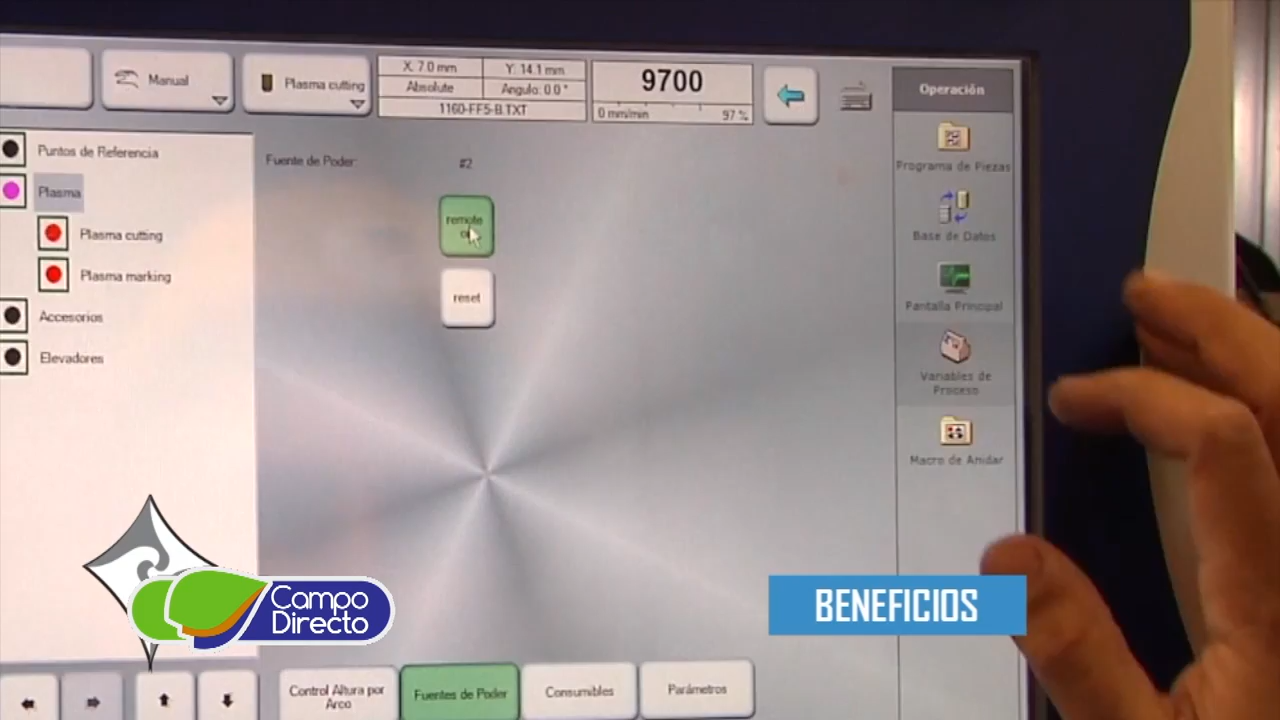 Manual
Plasma cutting
X: 7.0 mm
Y: 14.1 mm
Absolute
Angulo: 0.0 °
1160-FF5-B.TXT
9700
0 mm/min
97 %
Operación
Puntos de Referencia
Plasma
Plasma cutting
Plasma marking
Accesorios
Elevadores
Fuente de Poder:
#2
remote
reset
Programa de Piezas
Base de Datos
Pantalla Principal
Variables de
Proceso
Macro de Anidar
Campo
Directo
BENEFICIOS
Control Altura por
Arco
Fuentes de Poder
Consumibles
Parámetros